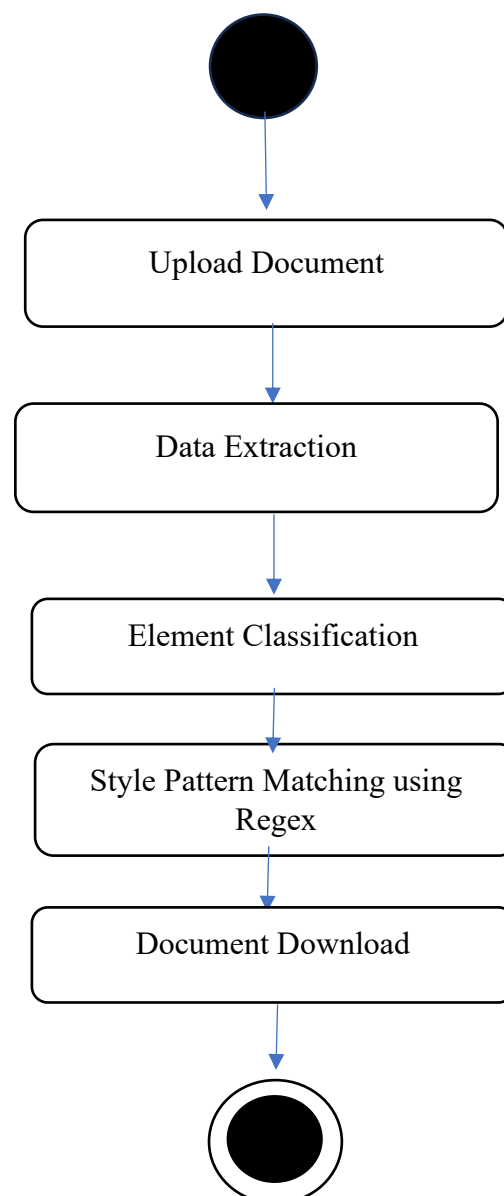 Upload Document
Data Extraction
Element Classification
Style Pattern Matching using
Regex
Document Download